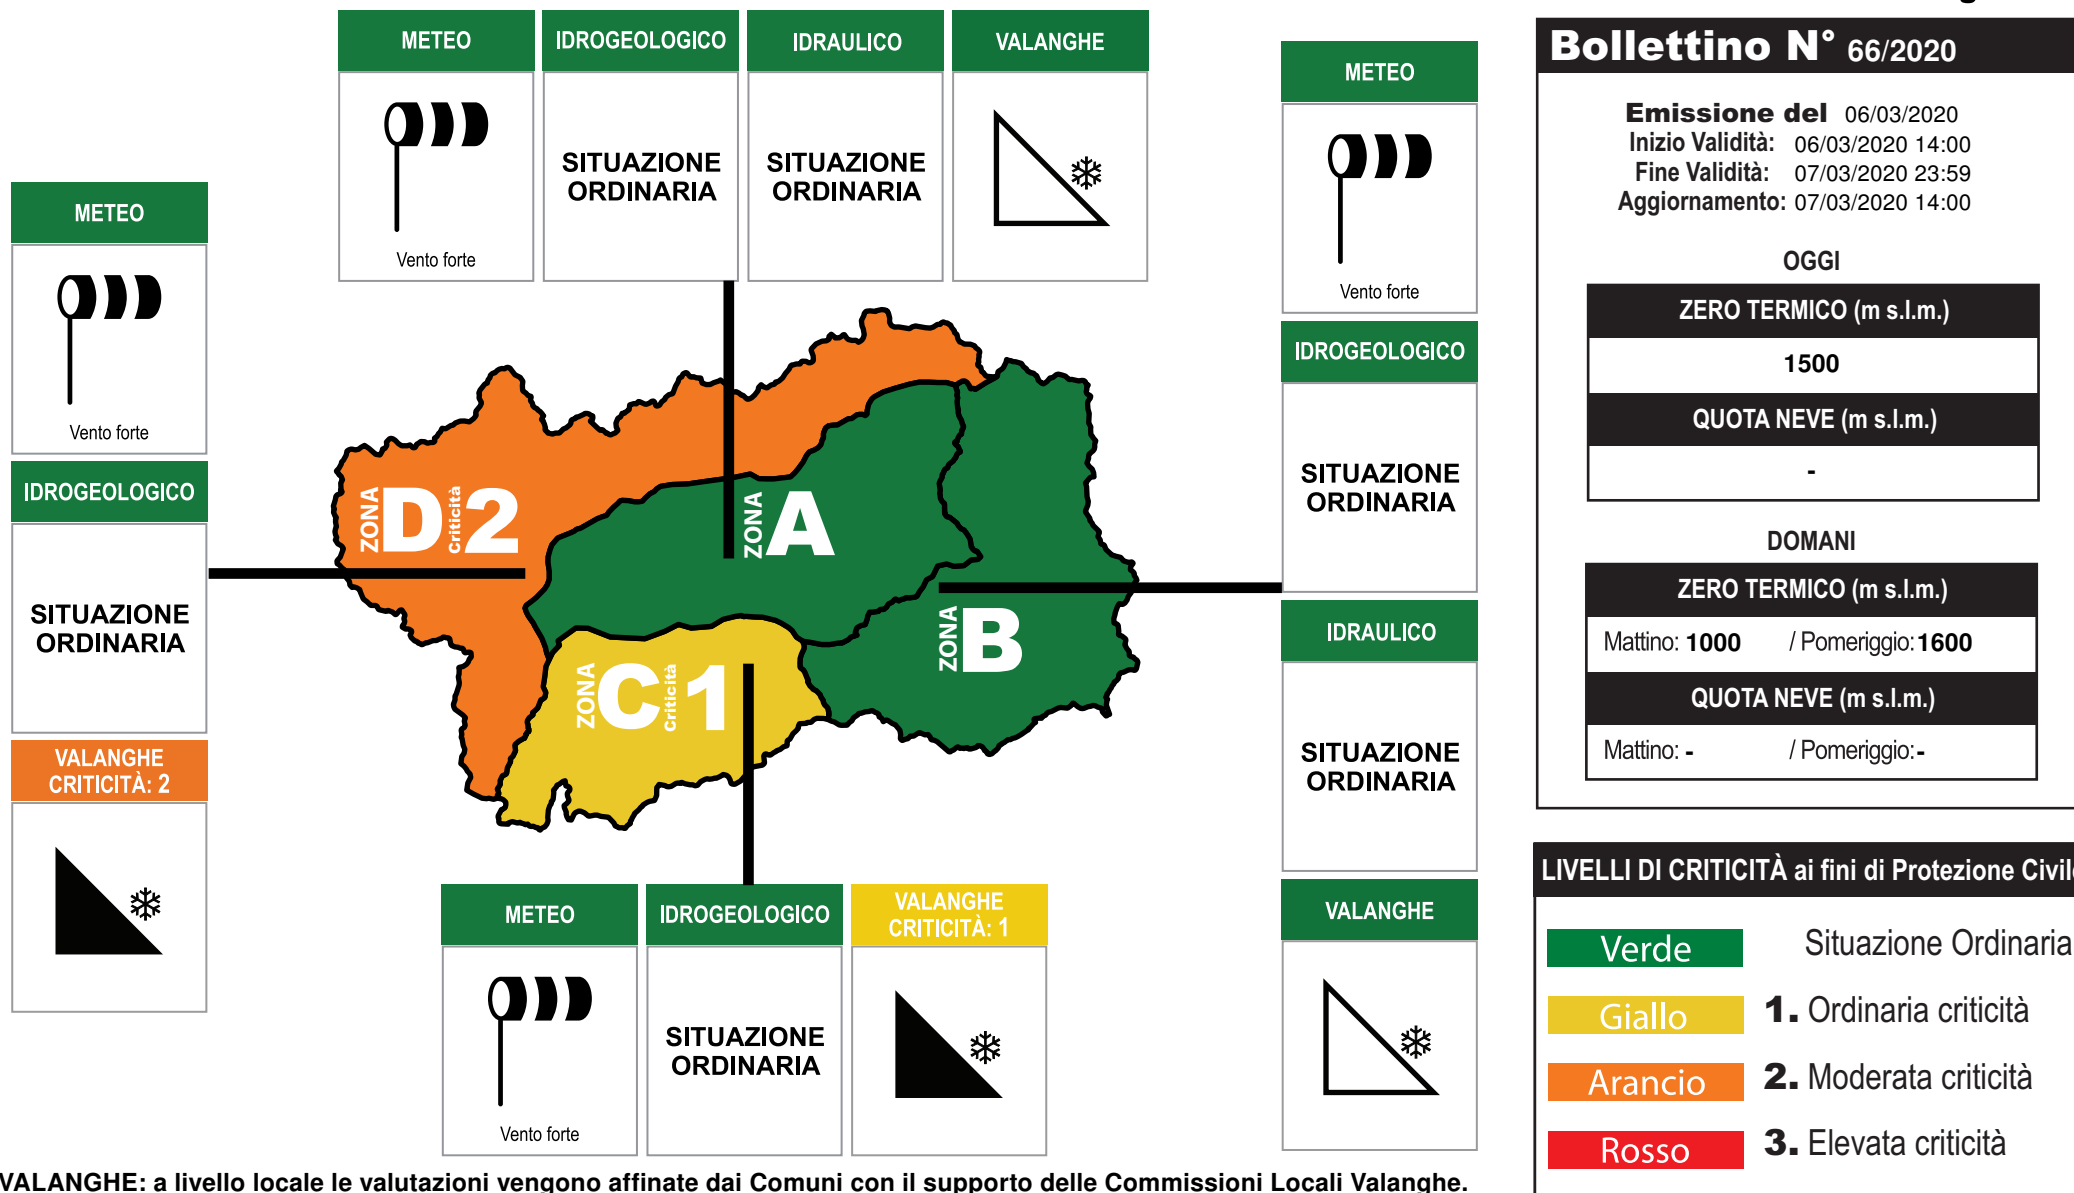 METEO
Vento forte
IDROGEOLOGICO
SITUAZIONE
ORDINARIA
IDRAULICO
SITUAZIONE
ORDINARIA
VALANGHE
METEO
Vento forte
IDROGEOLOGICO
SITUAZIONE
ORDINARIA
VALANGHE
CRITICITÀ: 2
METEO
Vento forte
IDROGEOLOGICO
SITUAZIONE
ORDINARIA
IDRAULICO
SITUAZIONE
ORDINARIA
VALANGHE
ZONA D Criticità 2
ZONA A
ZONA B
ZONA C Criticità 1
METEO
Vento forte
IDROGEOLOGICO
SITUAZIONE
ORDINARIA
VALANGHE
CRITICITÀ: 1
VALANGHE: a livello locale le valutazioni vengono affinate dai Comuni con il supporto delle Commissioni Locali Valanghe.
Bollettino N° 66/2020
Emissione del 06/03/2020
Inizio Validità: 06/03/2020 14:00
Fine Validità: 07/03/2020 23:59
Aggiornamento: 07/03/2020 14:00
OGGI
ZERO TERMICO (m s.l.m.)
1500
QUOTA NEVE (m s.l.m.)
-
DOMANI
ZERO TERMICO (m s.l.m.)
Mattino: 1000 / Pomeriggio: 1600
QUOTA NEVE (m s.l.m.)
Mattino: - / Pomeriggio: -
LIVELLI DI CRITICITÀ ai fini di Protezione Civile
Verde Situazione Ordinaria
Giallo 1. Ordinaria criticità
Arancio 2. Moderata criticità
Rosso 3. Elevata criticità